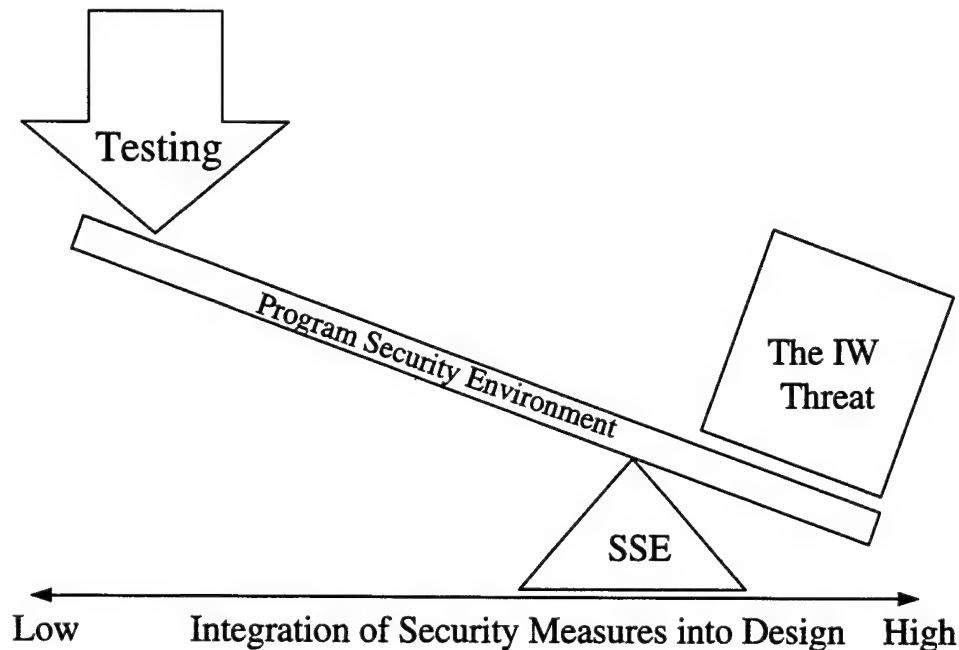 Testing
Program Security Environment
The IW
Threat
SSE
Low Integration of Security Measures into Design High